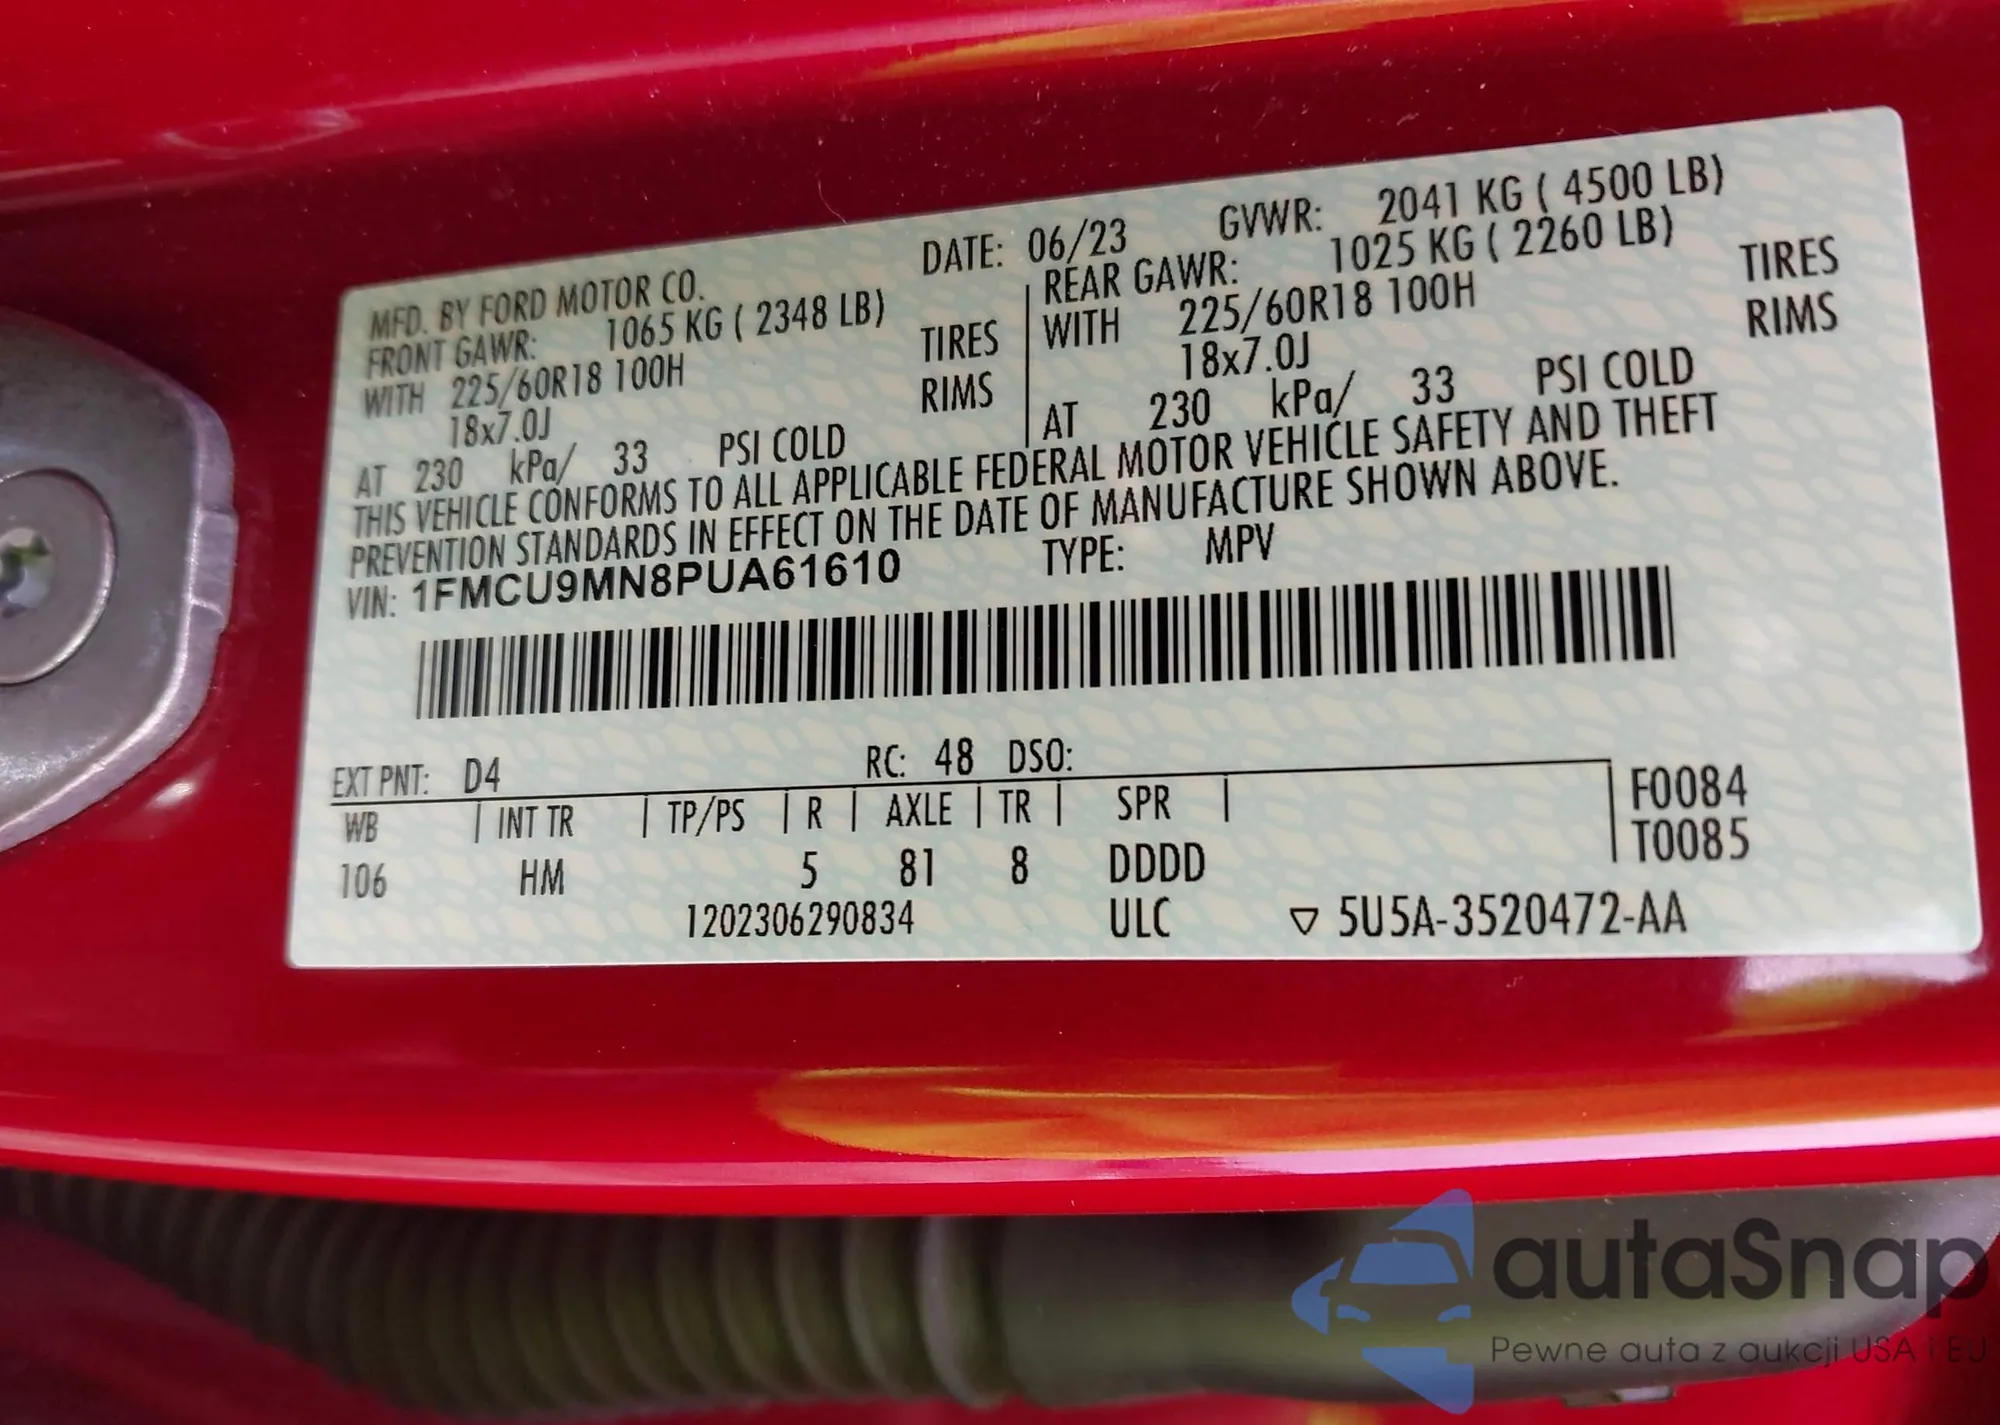 MFD. BY FORD MOTOR CO. DATE: 06/23 GVWR: 2041 KG ( 4500 LB)
FRONT GAWR: 1065 KG ( 2348 LB) REAR GAWR: 1025 KG ( 2260 LB)
WITH 225/60R18 100H TIRES WITH 225/60R18 100H TIRES
18x7.0J RIMS 18x7.0J RIMS
AT 230 kPa/ 33 PSI COLD AT 230 kPa/ 33 PSI COLD
THIS VEHICLE CONFORMS TO ALL APPLICABLE FEDERAL MOTOR VEHICLE SAFETY AND THEFT
PREVENTION STANDARDS IN EFFECT ON THE DATE OF MANUFACTURE SHOWN ABOVE.
VIN: 1FMCU9MN8PUA61610 TYPE: MPV
EXT PNT: D4 RC: 48 DSO:
WB | INT TR | TP/PS | R | AXLE | TR | SPR | F0084
T0085
106 HM 5 81 8 DDDD
1202306290834 ULC ▽ 5U5A-3520472-AA
autaSnap
Pewne auta z aukcji USA i EU